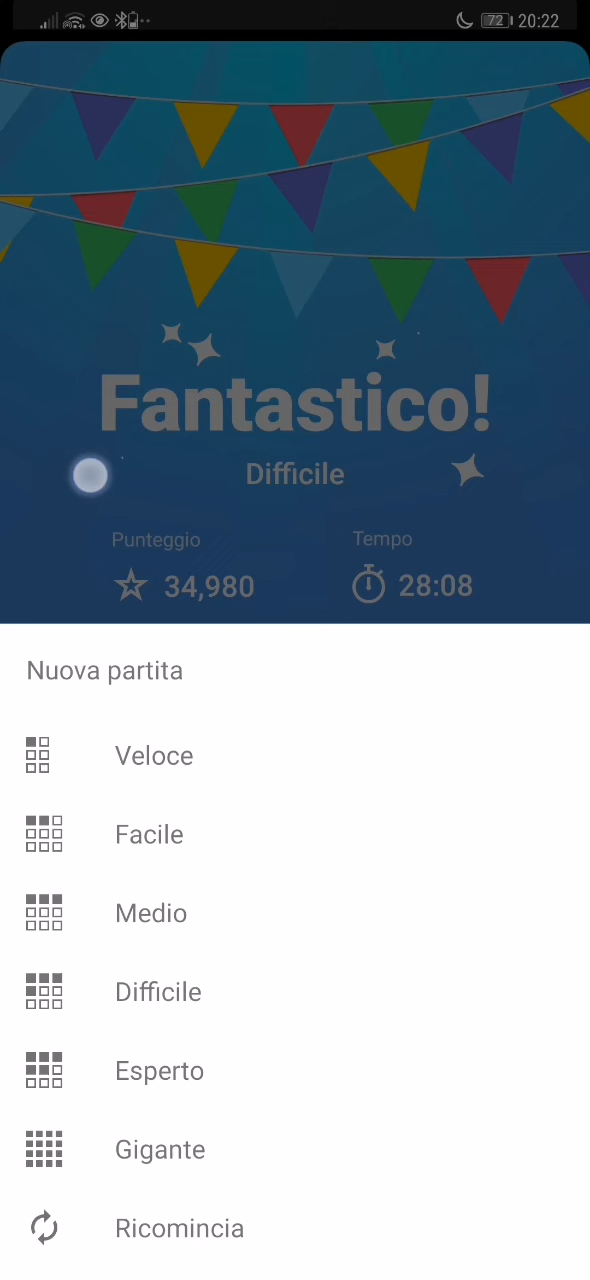 72 20:22
Fantastico!
Difficile
Punteggio Tempo
34,980 28:08
Nuova partita
Veloce
Facile
Medio
Difficile
Esperto
Gigante
Ricomincia